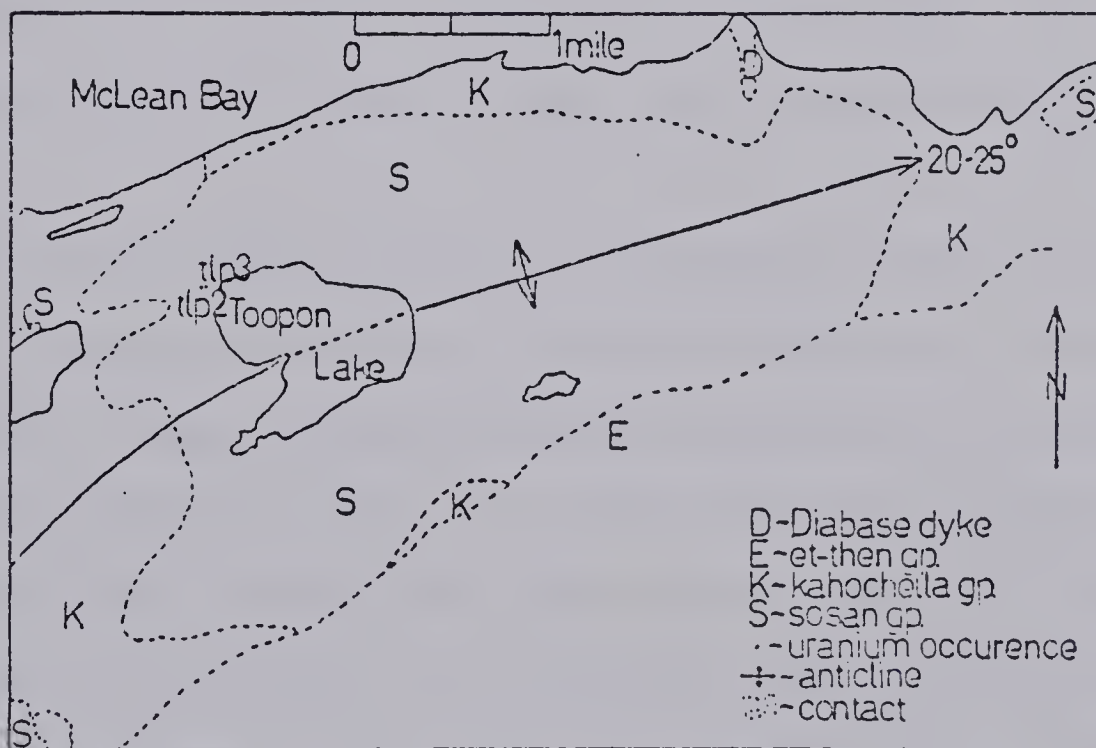 0
1mile
McLean Bay
K
D
S
S
20-25°
K
S
tlp3
tlp2
Toopon
Lake
N
E
S
K
K
S
D-Diabase dyke
E-et-then gp.
K-kahochella gp.
S-sosan gp.
-uranium occurence
-anticline
-contact